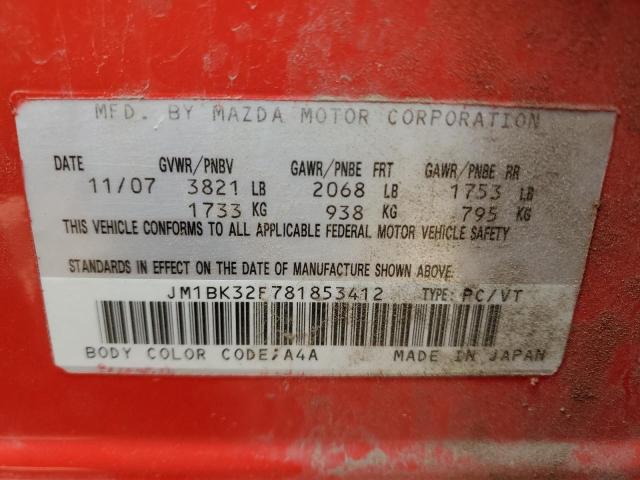 MFD. BY MAZDA MOTOR CORPORATION
DATE GVWR/PNBV GAWR/PNBE FRT GAWR/PNBE RR
11/07 3821 LB 2068 LB 1753 LB
1733 KG 938 KG 795 KG
THIS VEHICLE CONFORMS TO ALL APPLICABLE FEDERAL MOTOR VEHICLE SAFETY
STANDARDS IN EFFECT ON THE DATE OF MANUFACTURE SHOWN ABOVE.
JM1BK32F781853412 TYPE: PC/VT
BODY COLOR CODE: A4A MADE IN JAPAN